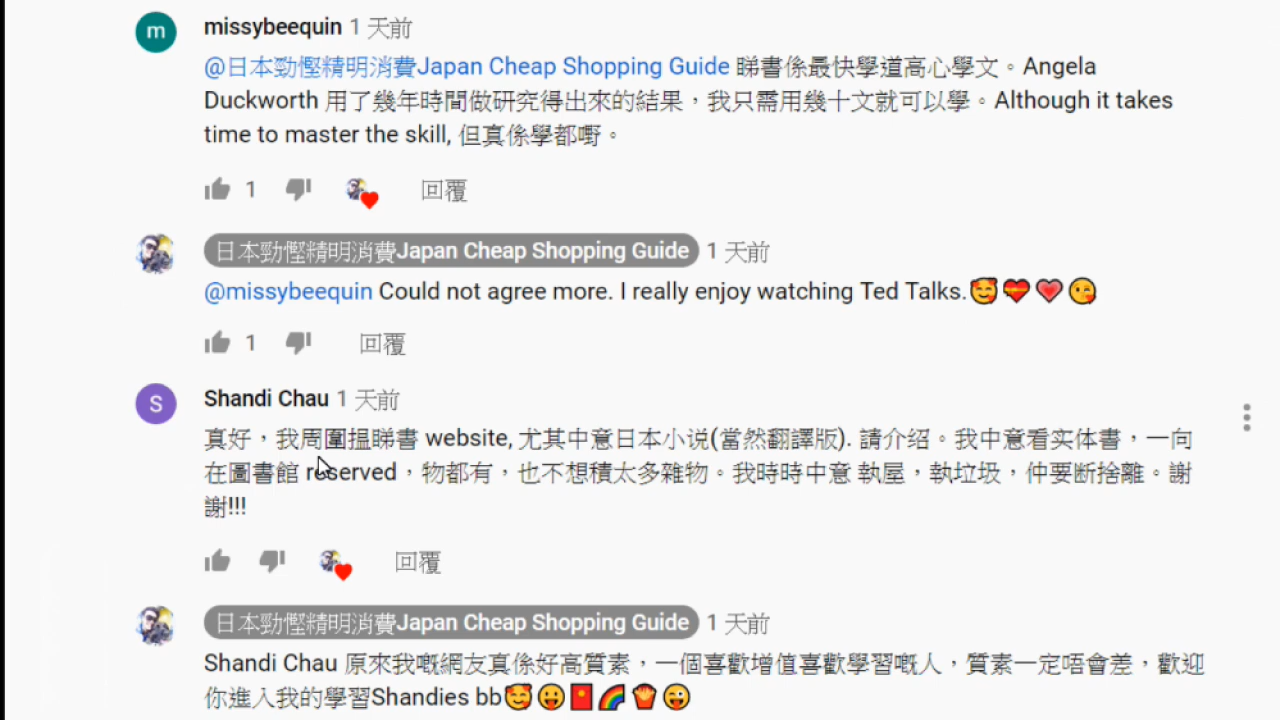 m
missybeequin 1 天前
@日本勁慳精明消費Japan Cheap Shopping Guide 睇書係最快學道高心學文。Angela
Duckworth 用了幾年時間做研究得出來的結果，我只需用幾十文就可以學。Although it takes
time to master the skill, 但真係學都嘢。
1 回覆
日本勁慳精明消費Japan Cheap Shopping Guide 1 天前
@missybeequin Could not agree more. I really enjoy watching Ted Talks.🥰💝💗😘
1 回覆
S
Shandi Chau 1 天前
真好，我周圍搵睇書 website, 尤其中意日本小说(當然翻譯版). 請介绍。我中意看实体書，一向
在圖書館 reserved，物都有，也不想積太多雜物。我時時中意 執屋，執垃圾，仲要断捨離。謝
謝!!!
回覆
日本勁慳精明消費Japan Cheap Shopping Guide 1 天前
Shandi Chau 原來我嘅網友真係好高質素，一個喜歡增值喜歡學習嘅人，質素一定唔會差，歡迎
你進入我的學習Shandies bb🥰😛🧧🌈🍟😜